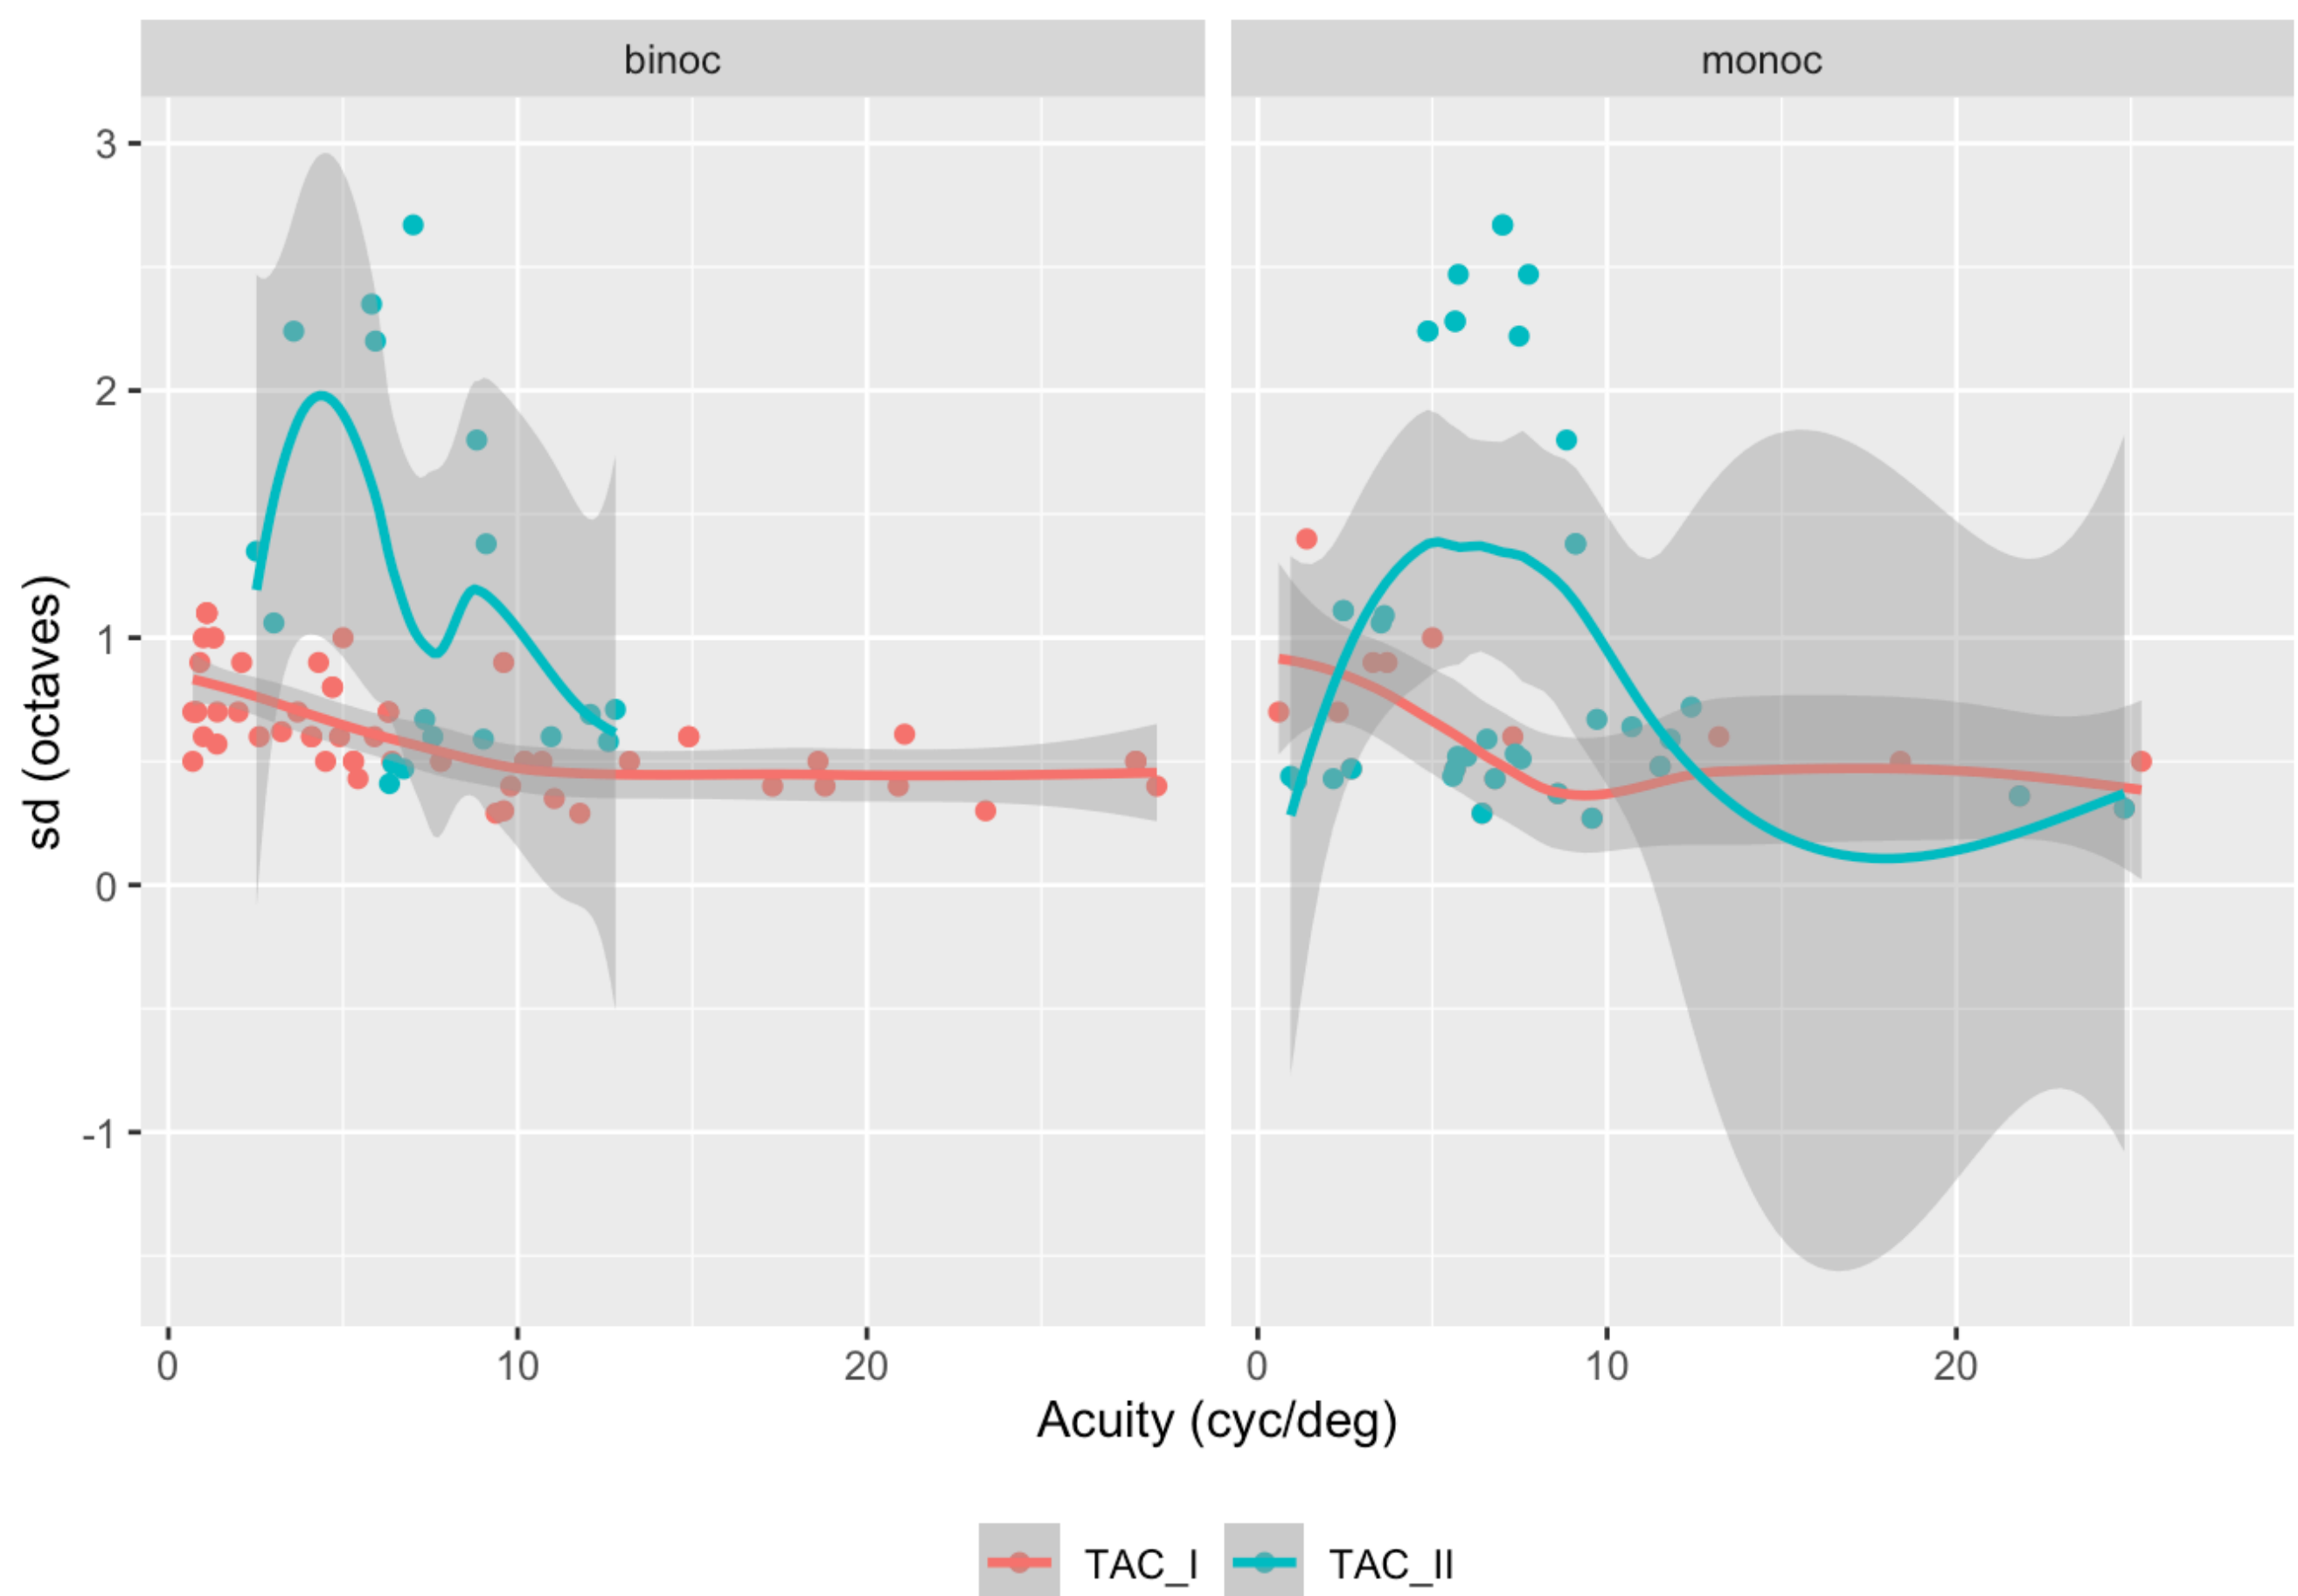 binoc
monoc
3
2
1
0
-1
sd (octaves)
0
10
20
0
10
20
Acuity (cyc/deg)
TAC_I
TAC_II